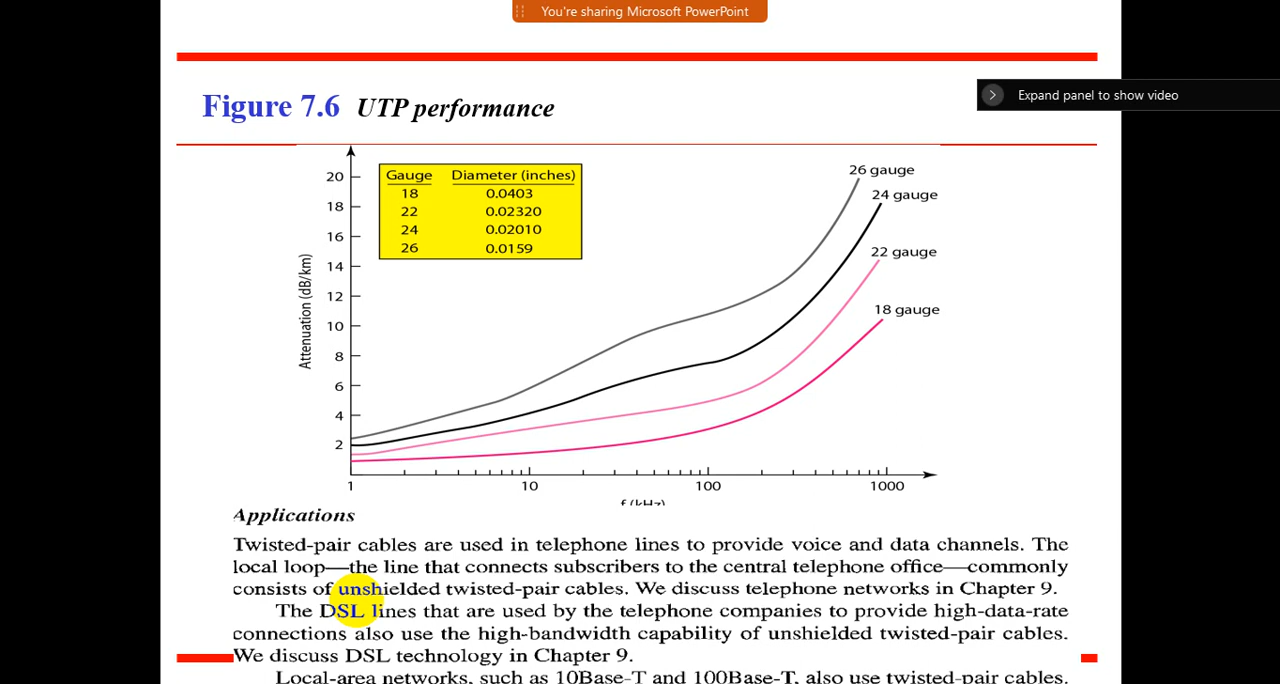 You're sharing Microsoft PowerPoint
Expand panel to show video
Figure 7.6 UTP performance
Gauge Diameter (inches)
18 0.0403
22 0.02320
24 0.02010
26 0.0159
26 gauge
24 gauge
22 gauge
18 gauge
Attenuation (dB/km)
20
18
16
14
12
10
8
6
4
2
1 10 100 1000
f (kHz)
Applications
Twisted-pair cables are used in telephone lines to provide voice and data channels. The
local loop—the line that connects subscribers to the central telephone office—commonly
consists of unshielded twisted-pair cables. We discuss telephone networks in Chapter 9.
The DSL lines that are used by the telephone companies to provide high-data-rate
connections also use the high-bandwidth capability of unshielded twisted-pair cables.
We discuss DSL technology in Chapter 9.
Local-area networks, such as 10Base-T and 100Base-T, also use twisted-pair cables.